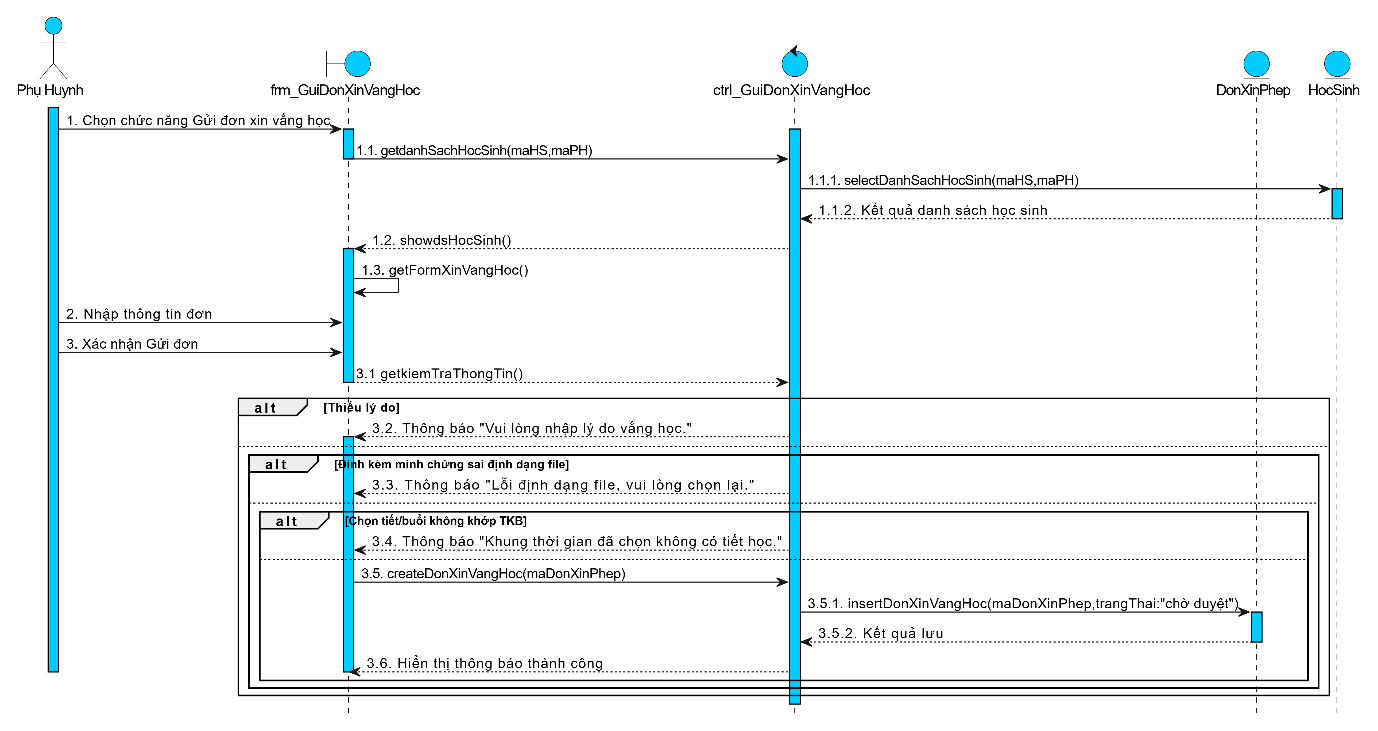 Phụ Huynh
frm_GuiDonXinVangHoc
ctrl_GuiDonXinVangHoc
DonXinPhep
HocSinh
1. Chọn chức năng Gửi đơn xin vắng học
1.1. getdanhSachHocSinh(maHS,maPH)
1.1.1. selectDanhSachHocSinh(maHS,maPH)
1.1.2. Kết quả danh sách học sinh
1.2. showdsHocSinh()
1.3. getFormXinVangHoc()
2. Nhập thông tin đơn
3. Xác nhận Gửi đơn
3.1 getkiemTraThongTin()
alt [Thiếu lý do]
3.2. Thông báo "Vui lòng nhập lý do vắng học."
alt [Đính kèm minh chứng sai định dạng file]
3.3. Thông báo "Lỗi định dạng file, vui lòng chọn lại."
alt [Chọn tiết/buổi không khớp TKB]
3.4. Thông báo "Khung thời gian đã chọn không có tiết học."
3.5. createDonXinVangHoc(maDonXinPhep)
3.5.1. insertDonXinVangHoc(maDonXinPhep,trangThai:"chờ duyệt")
3.5.2. Kết quả lưu
3.6. Hiển thị thông báo thành công